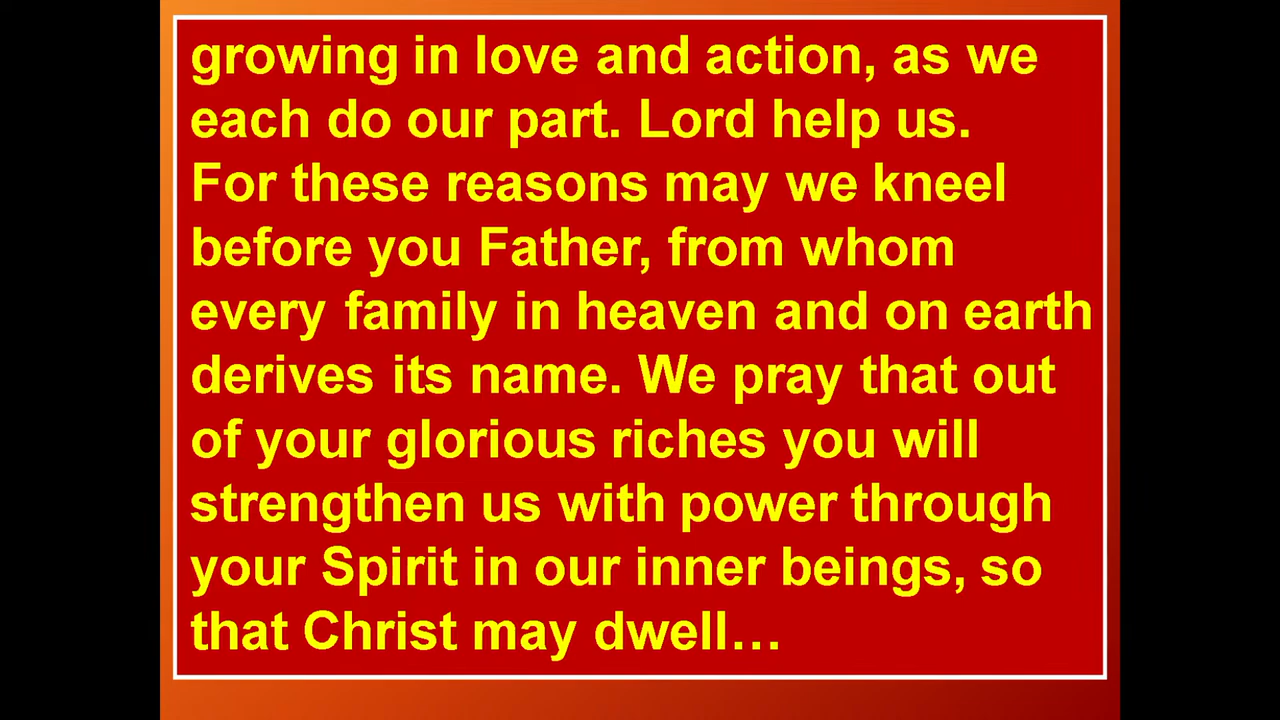 growing in love and action, as we
each do our part. Lord help us.
For these reasons may we kneel
before you Father, from whom
every family in heaven and on earth
derives its name. We pray that out
of your glorious riches you will
strengthen us with power through
your Spirit in our inner beings, so
that Christ may dwell…